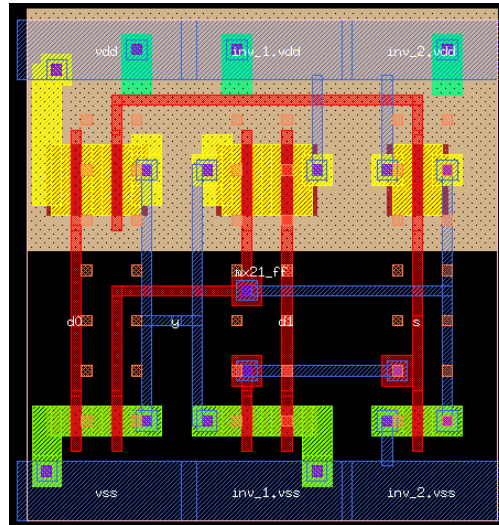 vdd inv_1.vdd inv_2.vdd
mx21_ff
d0 y d1 s
vss inv_1.vss inv_2.vss